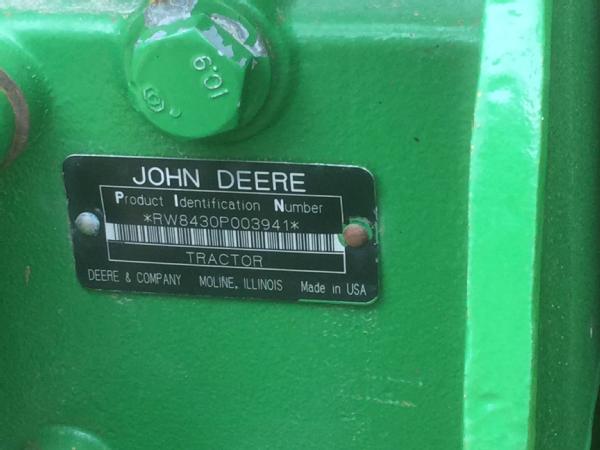 10.9
JOHN DEERE
Product Identification Number
*RW8430P003941*
TRACTOR
DEERE & COMPANY MOLINE, ILLINOIS Made in USA